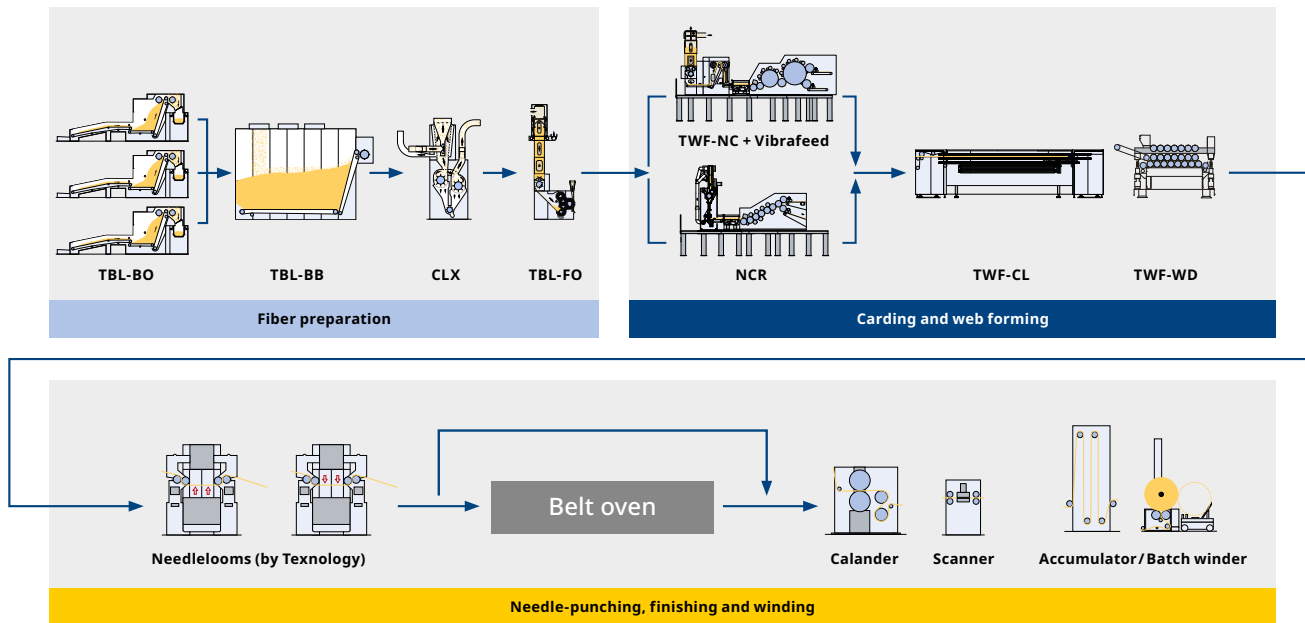 TWF-NC + Vibrafeed
TBL-BO
TBL-BB
CLX
TBL-FO
NCR
TWF-CL
TWF-WD
Fiber preparation
Carding and web forming
Belt oven
Needlelooms (by Texnology)
Calander
Scanner
Accumulator / Batch winder
Needle-punching, finishing and winding